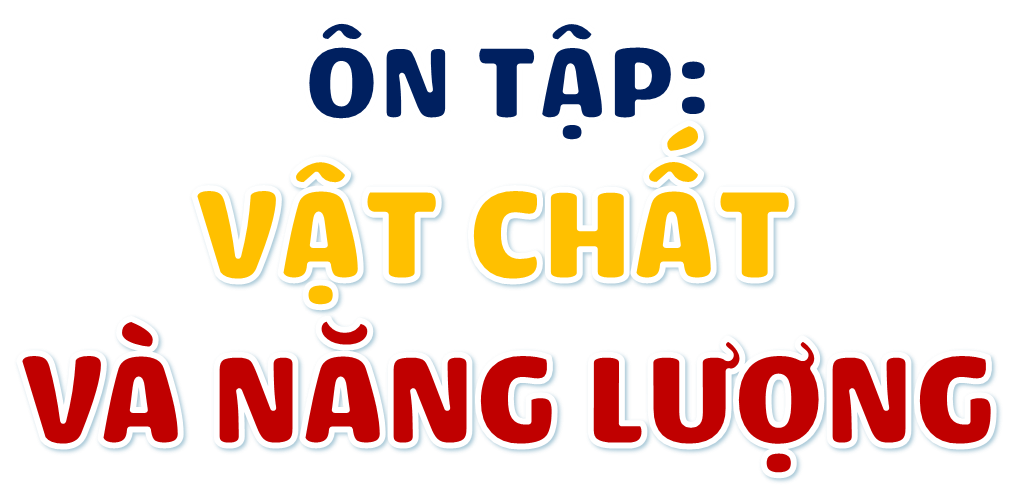 ÔN TẬP:
VẬT CHẤT
VÀ NĂNG LƯỢNG